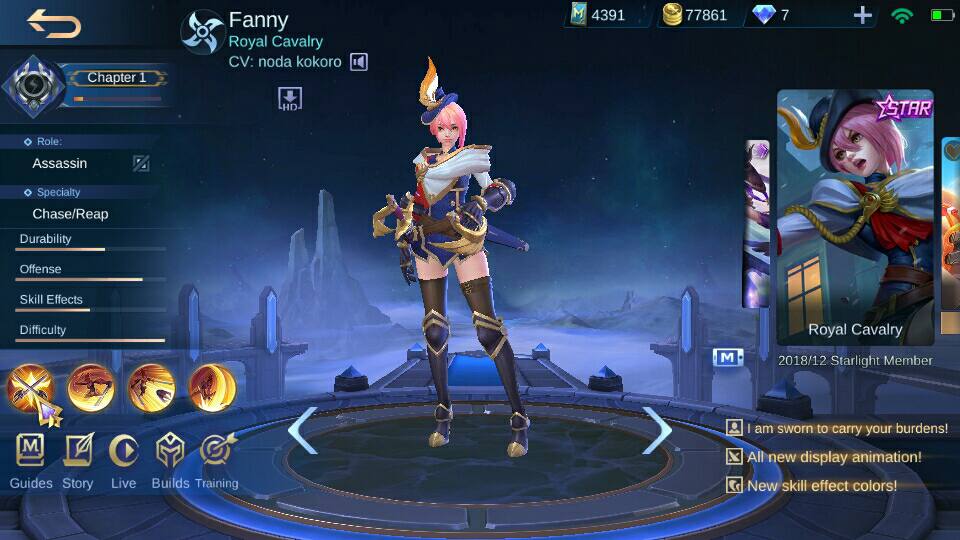 Fanny
Royal Cavalry
CV: noda kokoro
HD
4391
77861
7
Chapter 1
Role:
Assassin
Specialty
Chase/Reap
Durability
Offense
Skill Effects
Difficulty
Guides
Story
Live
Builds
Training
STAR
Royal Cavalry
2018/12 Starlight Member
M
I am sworn to carry your burdens!
All new display animation!
New skill effect colors!